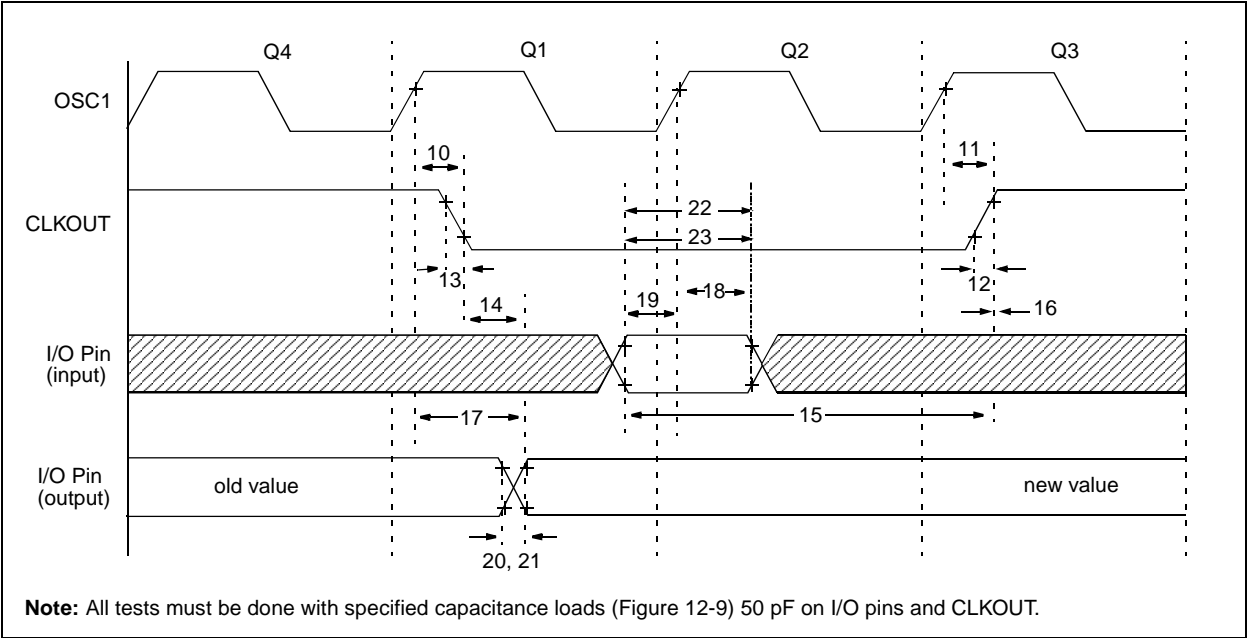 Q4 Q1 Q2 Q3
OSC1
10 11
CLKOUT
22
23
13 12
18
19
14 16
I/O Pin
(input)
17 15
I/O Pin
(output)
old value new value
20, 21
Note: All tests must be done with specified capacitance loads (Figure 12-9) 50 pF on I/O pins and CLKOUT.